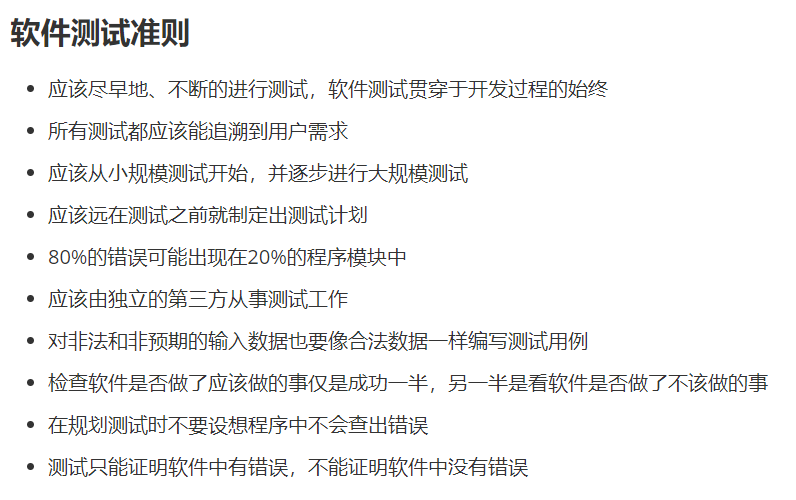 软件测试准则
应该尽早地、不断的进行测试，软件测试贯穿于开发过程的始终
所有测试都应该能追溯到用户需求
应该从小规模测试开始，并逐步进行大规模测试
应该远在测试之前就制定出测试计划
80%的错误可能出现在20%的程序模块中
应该由独立的第三方从事测试工作
对非法和非预期的输入数据也要像合法数据一样编写测试用例
检查软件是否做了应该做的事仅是成功一半，另一半是看软件是否做了不该做的事
在规划测试时不要设想程序中不会查出错误
测试只能证明软件中有错误，不能证明软件中没有错误